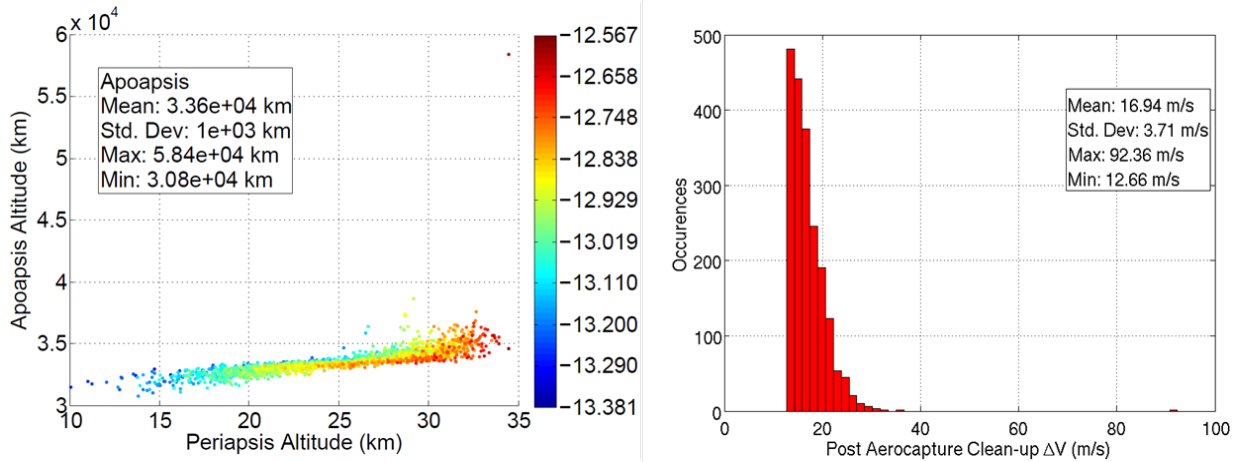 x 10⁴
6
5.5
5
4.5
4
3.5
3
10
15
20
25
30
35
Apoapsis Altitude (km)
Periapsis Altitude (km)
Apoapsis
Mean: 3.36e+04 km
Std. Dev: 1e+03 km
Max: 5.84e+04 km
Min: 3.08e+04 km
−12.567
−12.658
−12.748
−12.838
−12.929
−13.019
−13.110
−13.200
−13.290
−13.381
500
400
300
200
100
0
0
20
40
60
80
100
Occurences
Post Aerocapture Clean-up ΔV (m/s)
Mean: 16.94 m/s
Std. Dev: 3.71 m/s
Max: 92.36 m/s
Min: 12.66 m/s